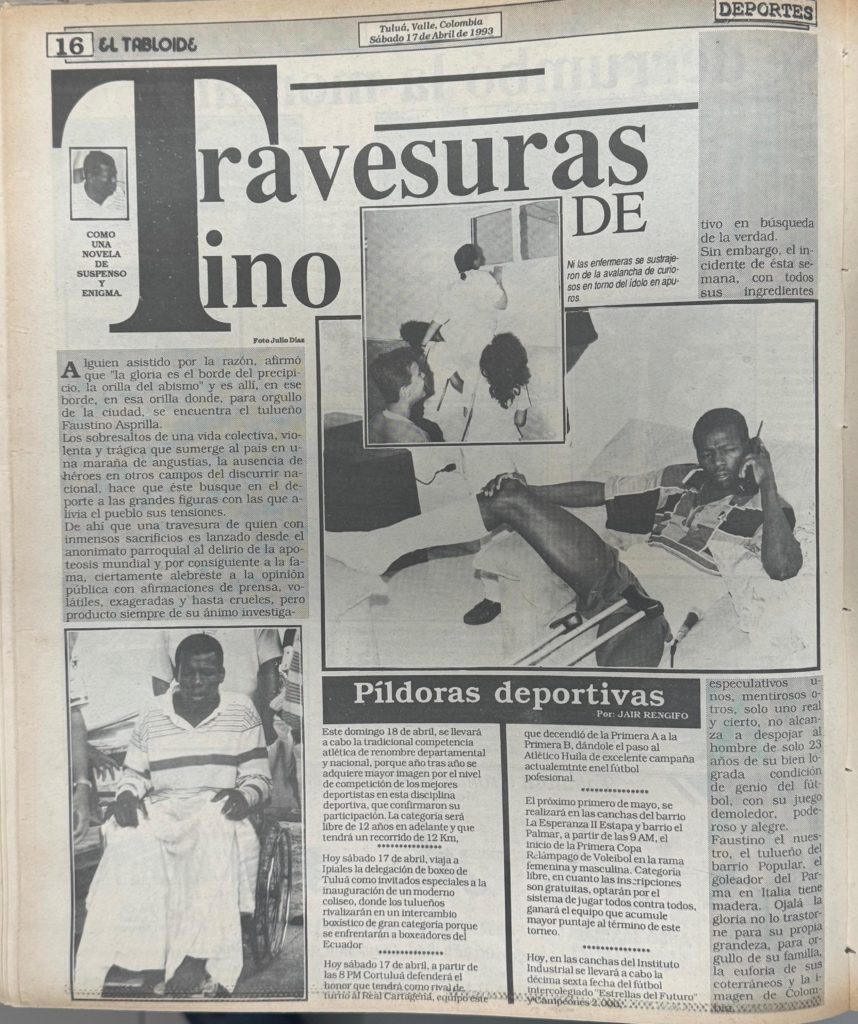 16 EL TABLOIDE
Tuluá, Valle, Colombia
Sábado 17 de Abril de 1993
DEPORTES
Travesuras
DE
Tino
COMO
UNA
NOVELA
DE
SUSPENSO
Y
ENIGMA.
Foto Julio Díaz
Ni las enfermeras se sustraje-
ron de la avalancha de curio-
sos en torno del ídolo en apu-
ros.
Alguien asistido por la razón, afirmó
que "la gloria es el borde del precipi-
cio, la orilla del abismo" y es allí, en ese
borde, en esa orilla donde, para orgullo
de la ciudad, se encuentra el tulueño
Faustino Asprilla.
Los sobresaltos de una vida colectiva, vio-
lenta y trágica que sumerge al país en u-
na maraña de angustias, la ausencia de
héroes en otros campos del discurrir na-
cional, hace que éste busque en el de-
porte a las grandes figuras con las que a-
livia el pueblo sus tensiones.
De ahí que una travesura de quien con
inmensos sacrificios es lanzado desde el
anonimato parroquial al delirio de la apo-
teosis mundial y por consiguiente a la fa-
ma, ciertamente alebreste a la opinión
pública con afirmaciones de prensa, vo-
látiles, exageradas y hasta crueles, pero
producto siempre de su ánimo investiga-
tivo en búsqueda
de la verdad.
Sin embargo, el in-
cidente de ésta se-
mana, con todos
sus ingredientes
especulativos u-
nos, mentirosos o-
tros, solo uno real
y cierto, no alcan-
za a despojar al
hombre de solo 23
años de su bien lo-
grada condición
de genio del fút-
bol, con su juego
demoledor, pode-
roso y alegre.
Faustino el nues-
tro, el tulueño del
barrio Popular, el
goleador del Par-
ma en Italia tiene
madera. Ojalá la
gloria no lo trastor-
ne para su propia
grandeza, para or-
gullo de su familia,
la euforia de sus
coterráneos y la i-
magen de Colom-
bia.
Píldoras deportivas
Por: JAIR RENGIFO
Este domingo 18 de abril, se llevará
a cabo la tradicional competencia
atlética de renombre departamental
y nacional, porque año tras año se
adquiere mayor imagen por el nivel
de competición de los mejores
deportistas en esta disciplina
deportiva, que confirmaron su
participación. La categoría será
libre de 12 años en adelante y que
tendrá un recorrido de 12 Km,
Hoy sábado 17 de abril, viaja a
Ipiales la delegación de boxeo de
Tuluá como invitados especiales a la
inauguración de un moderno
coliseo, donde los tulueños
rivalizarán en un intercambio
boxístico de gran categoría porque
se enfrentarán a boxeadores del
Ecuador
Hoy sábado 17 de abril, a partir de
las 8 PM Cortuluá defenderá el
honor que tendrá como rival de
turno al Real Cartagena, equipo este
que decendió de la Primera A a la
Primera B, dándole el paso al
Atlético Huila de excelente campaña
actualemtnte enel fútbol
pofesional.
El próximo primero de mayo, se
realizará en las canchas del barrio
La Esperanza II Estapa y barrio el
Palmar, a partir de las 9 AM, el
inicio de la Primera Copa
Relámpago de Voleibol en la rama
femenina y masculina. Categoría
libre, en cuanto las inscripciones
son gratuitas, optarán por el
sistema de jugar todos contra todos,
ganará el equipo que acumule
mayor puntaje al término de este
torneo.
Hoy, en las canchas del Instituto
Industrial se llevará a cabo la
décima sexta fecha del fútbol
intercolegiado "Estrellas del Futuro"
y Campeones 2.000.